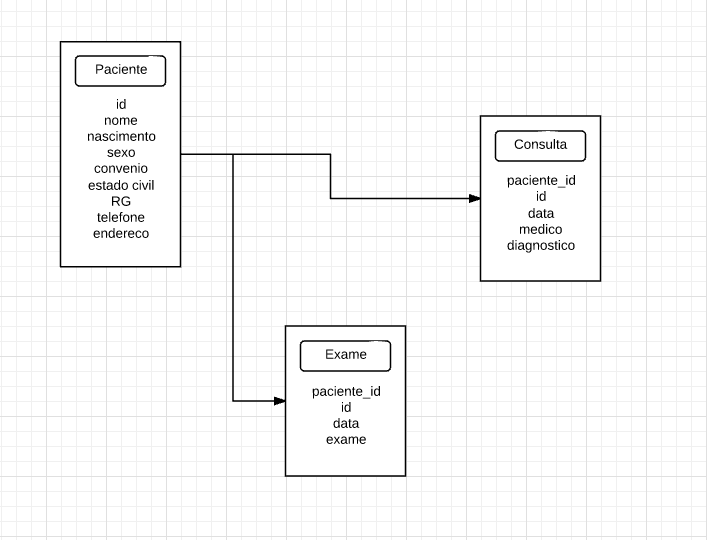 Paciente
id
nome
nascimento
sexo
convenio
estado civil
RG
telefone
endereco
Consulta
paciente_id
id
data
medico
diagnostico
Exame
paciente_id
id
data
exame